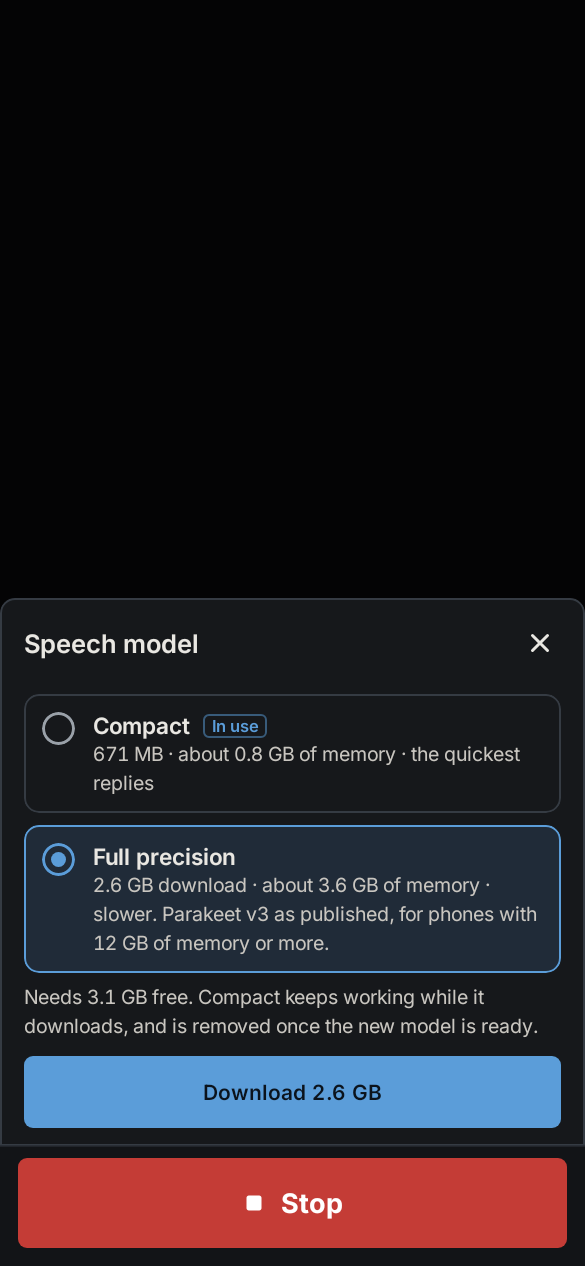 Speech model
Compact In use
671 MB · about 0.8 GB of memory · the quickest
replies
Full precision
2.6 GB download · about 3.6 GB of memory ·
slower. Parakeet v3 as published, for phones with
12 GB of memory or more.
Needs 3.1 GB free. Compact keeps working while it
downloads, and is removed once the new model is ready.
Download 2.6 GB
Stop